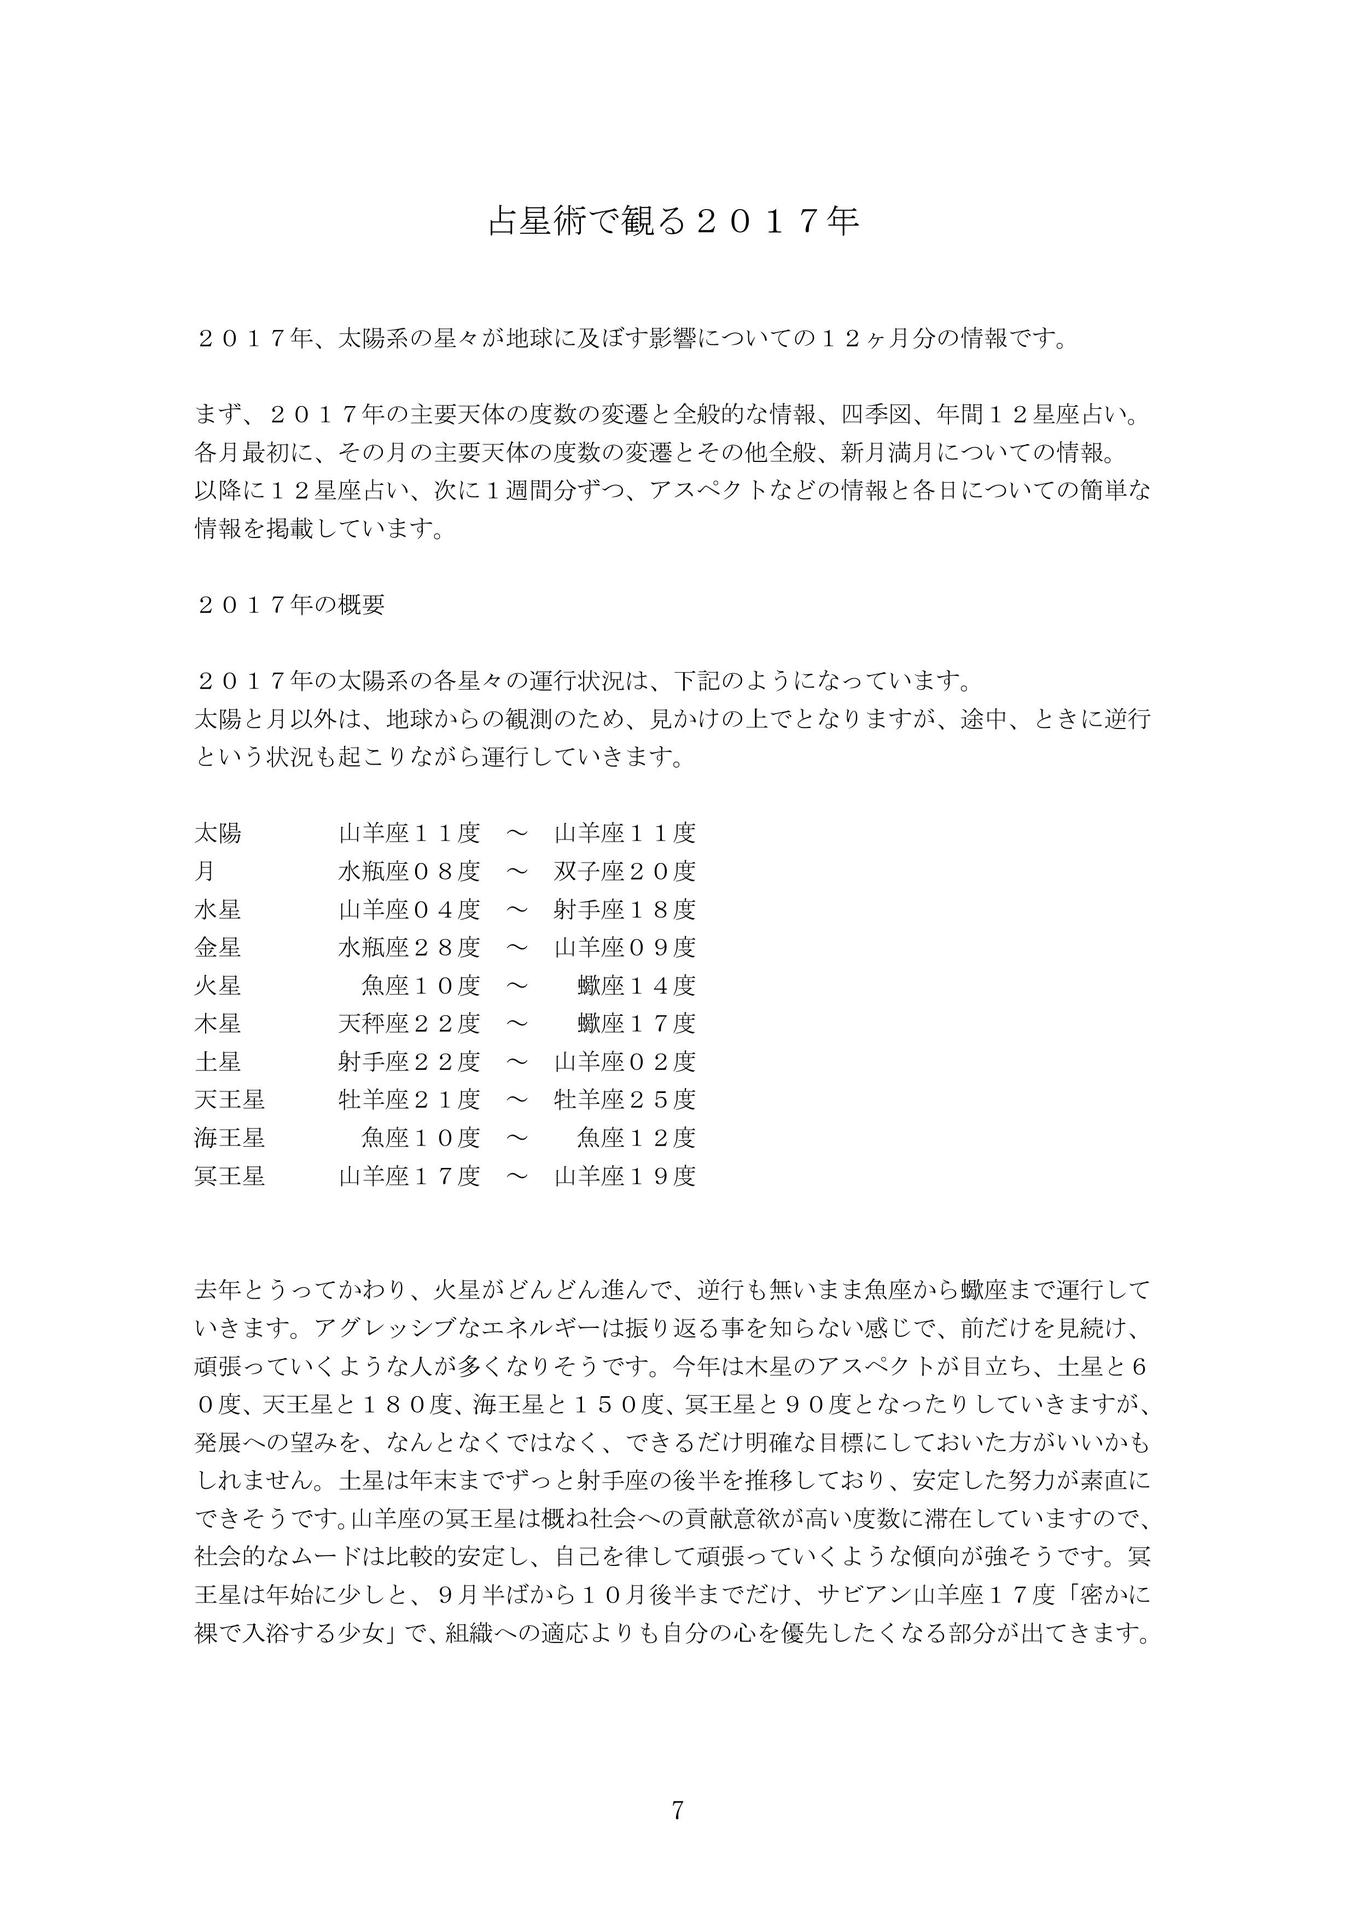 占星術で観る２０１７年
２０１７年、太陽系の星々が地球に及ぼす影響についての１２ヶ月分の情報です。
まず、２０１７年の主要天体の度数の変遷と全般的な情報、四季図、年間１２星座占い。
各月最初に、その月の主要天体の度数の変遷とその他全般、新月満月についての情報。
以降に１２星座占い、次に１週間分ずつ、アスペクトなどの情報と各日についての簡単な
情報を掲載しています。
２０１７年の概要
２０１７年の太陽系の各星々の運行状況は、下記のようになっています。
太陽と月以外は、地球からの観測のため、見かけの上でとなりますが、途中、ときに逆行
という状況も起こりながら運行していきます。
太陽　　　　山羊座１１度　～　山羊座１１度
月　　　　　水瓶座０８度　～　双子座２０度
水星　　　　山羊座０４度　～　射手座１８度
金星　　　　水瓶座２８度　～　山羊座０９度
火星　　　　　魚座１０度　～　　蠍座１４度
木星　　　　天秤座２２度　～　　蠍座１７度
土星　　　　射手座２２度　～　山羊座０２度
天王星　　　牡羊座２１度　～　牡羊座２５度
海王星　　　　魚座１０度　～　　魚座１２度
冥王星　　　山羊座１７度　～　山羊座１９度
去年とうってかわり、火星がどんどん進んで、逆行も無いまま魚座から蠍座まで運行して
いきます。アグレッシブなエネルギーは振り返る事を知らない感じで、前だけを見続け、
頑張っていくような人が多くなりそうです。今年は木星のアスペクトが目立ち、土星と６
０度、天王星と１８０度、海王星と１５０度、冥王星と９０度となったりしていきますが、
発展への望みを、なんとなくではなく、できるだけ明確な目標にしておいた方がいいかも
しれません。土星は年末までずっと射手座の後半を推移しており、安定した努力が素直に
できそうです。山羊座の冥王星は概ね社会への貢献意欲が高い度数に滞在していますので、
社会的なムードは比較的安定し、自己を律して頑張っていくような傾向が強そうです。冥
王星は年始に少しと、９月半ばから１０月後半までだけ、サビアン山羊座１７度「密かに
裸で入浴する少女」で、組織への適応よりも自分の心を優先したくなる部分が出てきます。
7